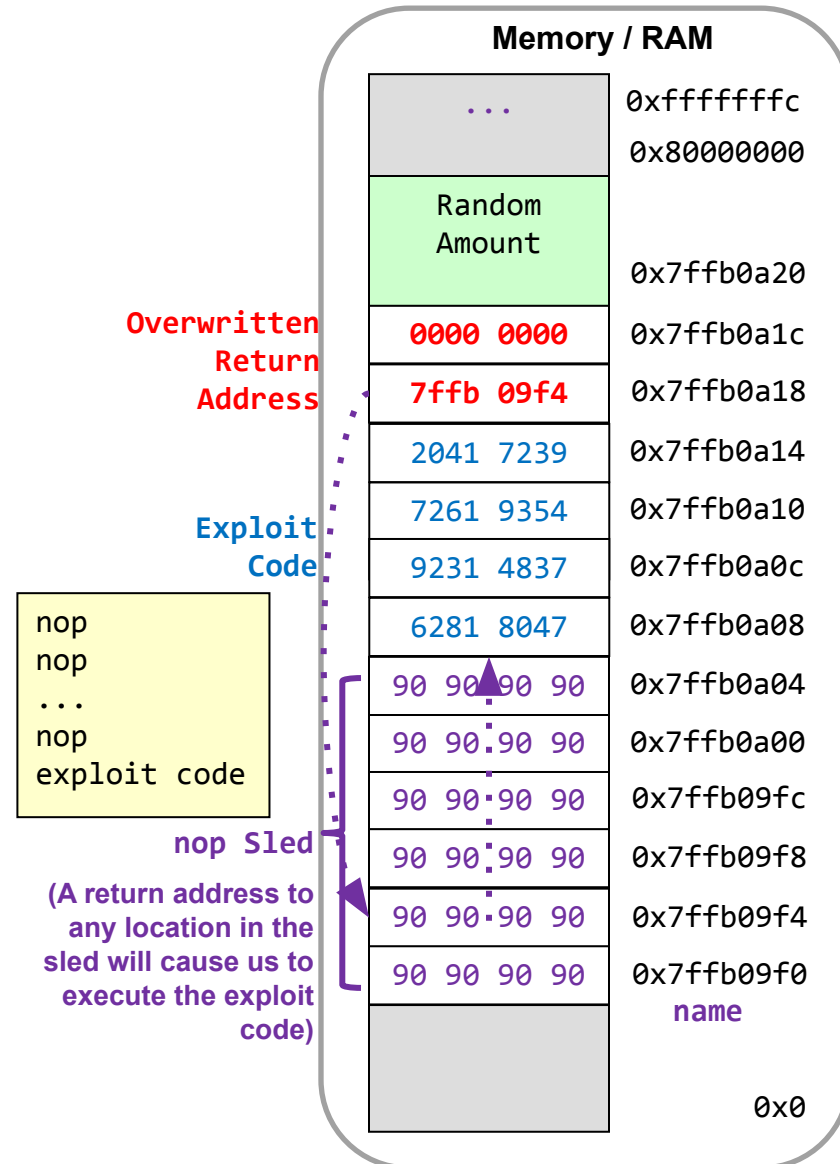 Memory / RAM
... 0xfffffffc
0x80000000
Random
Amount
0x7ffb0a20
Overwritten
Return
Address
0000 0000 0x7ffb0a1c
7ffb 09f4 0x7ffb0a18
2041 7239 0x7ffb0a14
7261 9354 0x7ffb0a10
Exploit
Code
9231 4837 0x7ffb0a0c
6281 8047 0x7ffb0a08
nop
nop
...
nop
exploit code
90 90 90 90 0x7ffb0a04
90 90 90 90 0x7ffb0a00
90 90 90 90 0x7ffb09fc
nop Sled
90 90 90 90 0x7ffb09f8
(A return address to
any location in the
sled will cause us to
execute the exploit
code)
90 90 90 90 0x7ffb09f4
90 90 90 90 0x7ffb09f0
name
0x0